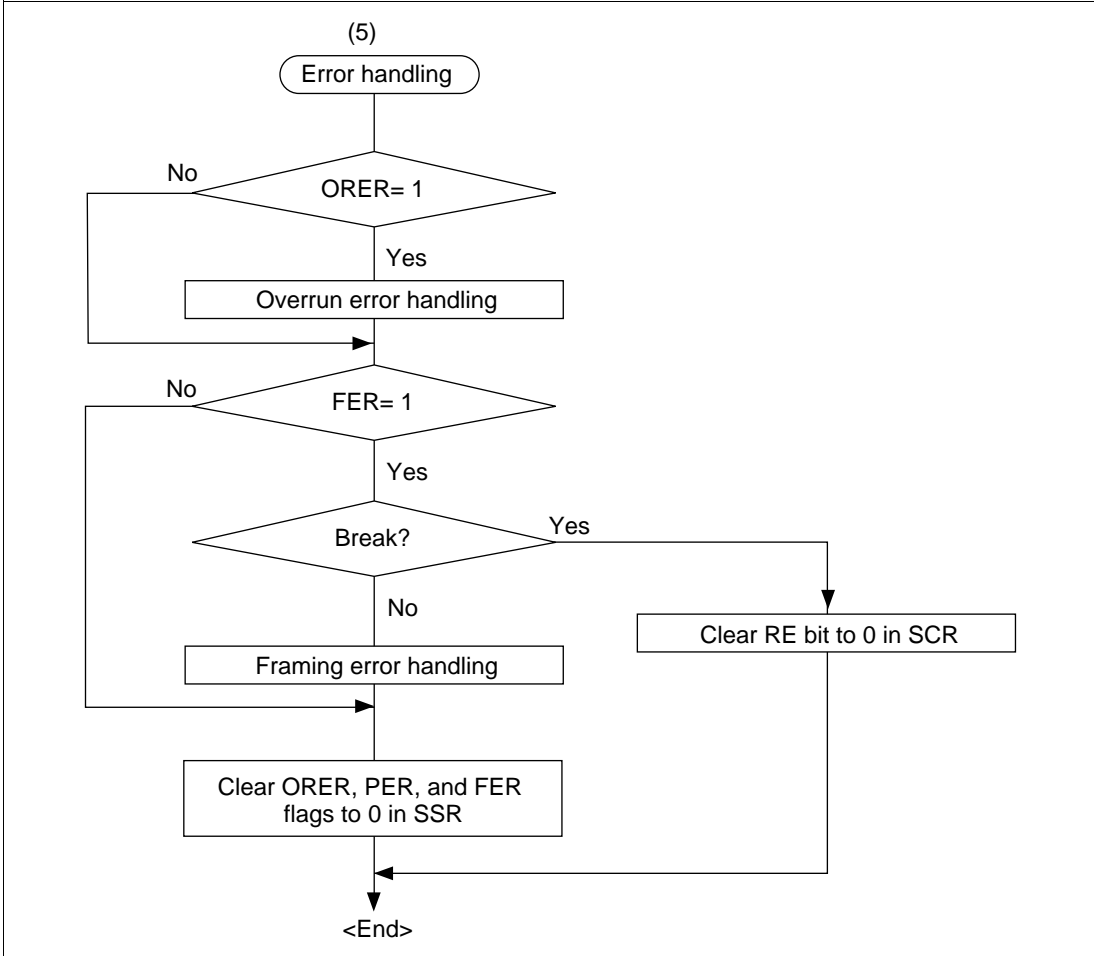 (5)
Error handling
No
ORER= 1
Yes
Overrun error handling
No
FER= 1
Yes
Break?
Yes
No
Clear RE bit to 0 in SCR
Framing error handling
Clear ORER, PER, and FER
flags to 0 in SSR
<End>